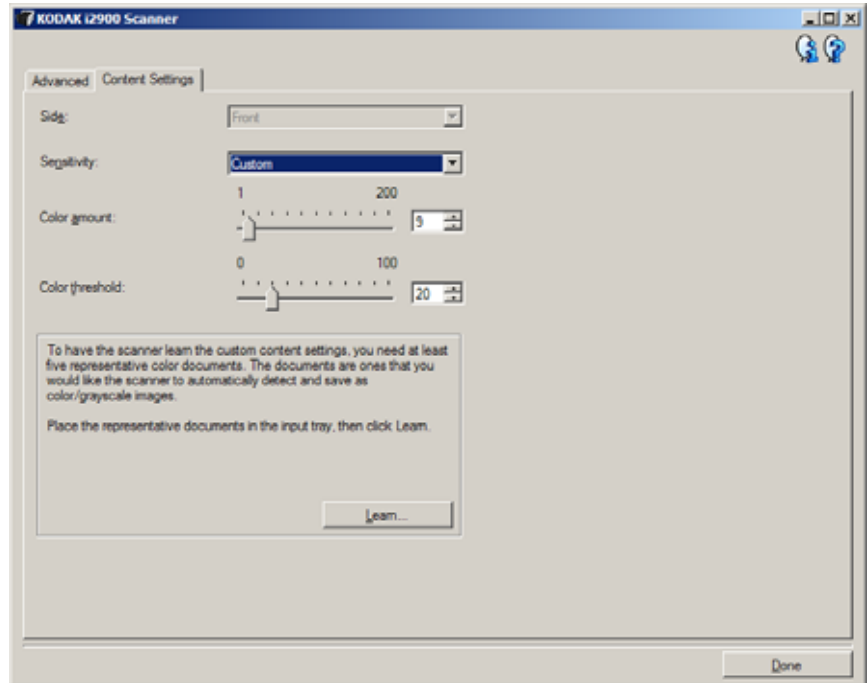 KODAK i2900 Scanner
Advanced Content Settings
Side: Front
Sensitivity: Custom
1 200
Color amount: 9
0 100
Color threshold: 20
To have the scanner learn the custom content settings, you need at least
five representative color documents. The documents are ones that you
would like the scanner to automatically detect and save as
color/grayscale images.
Place the representative documents in the input tray, then click Learn.
Learn...
Done